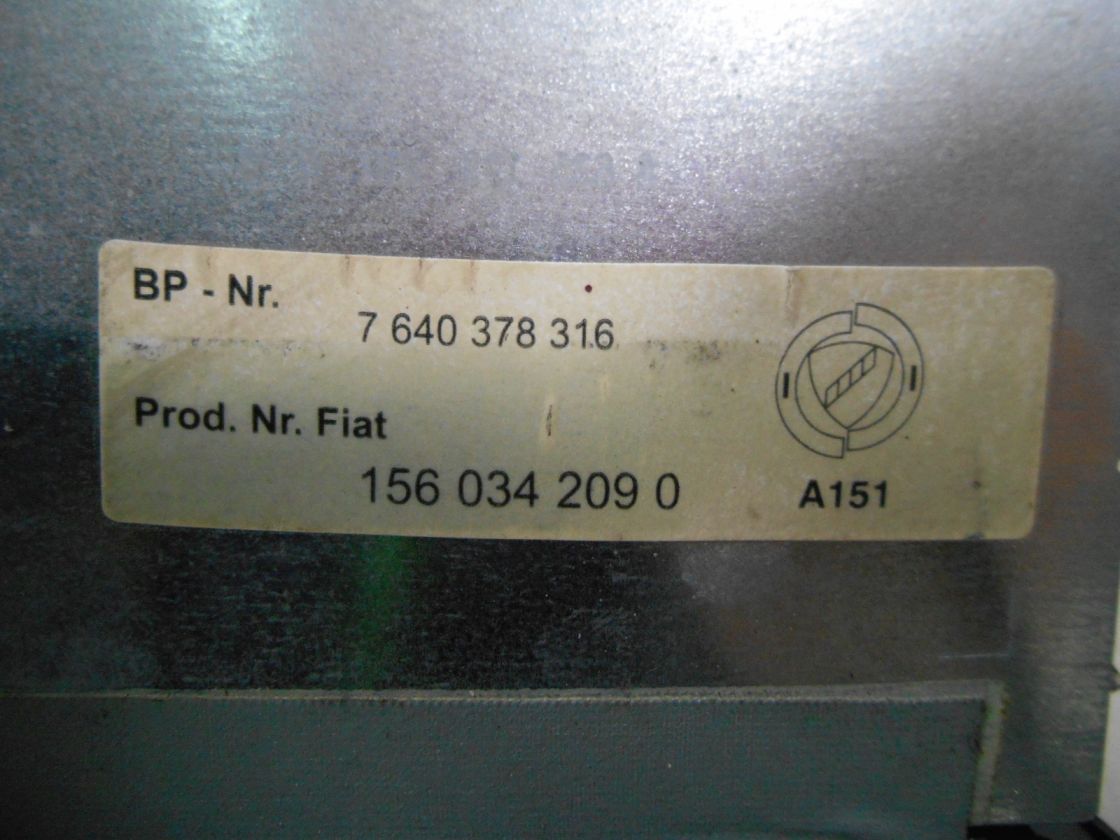 BP - Nr.
7 640 378 316
Prod. Nr. Fiat
156 034 209 0
A151